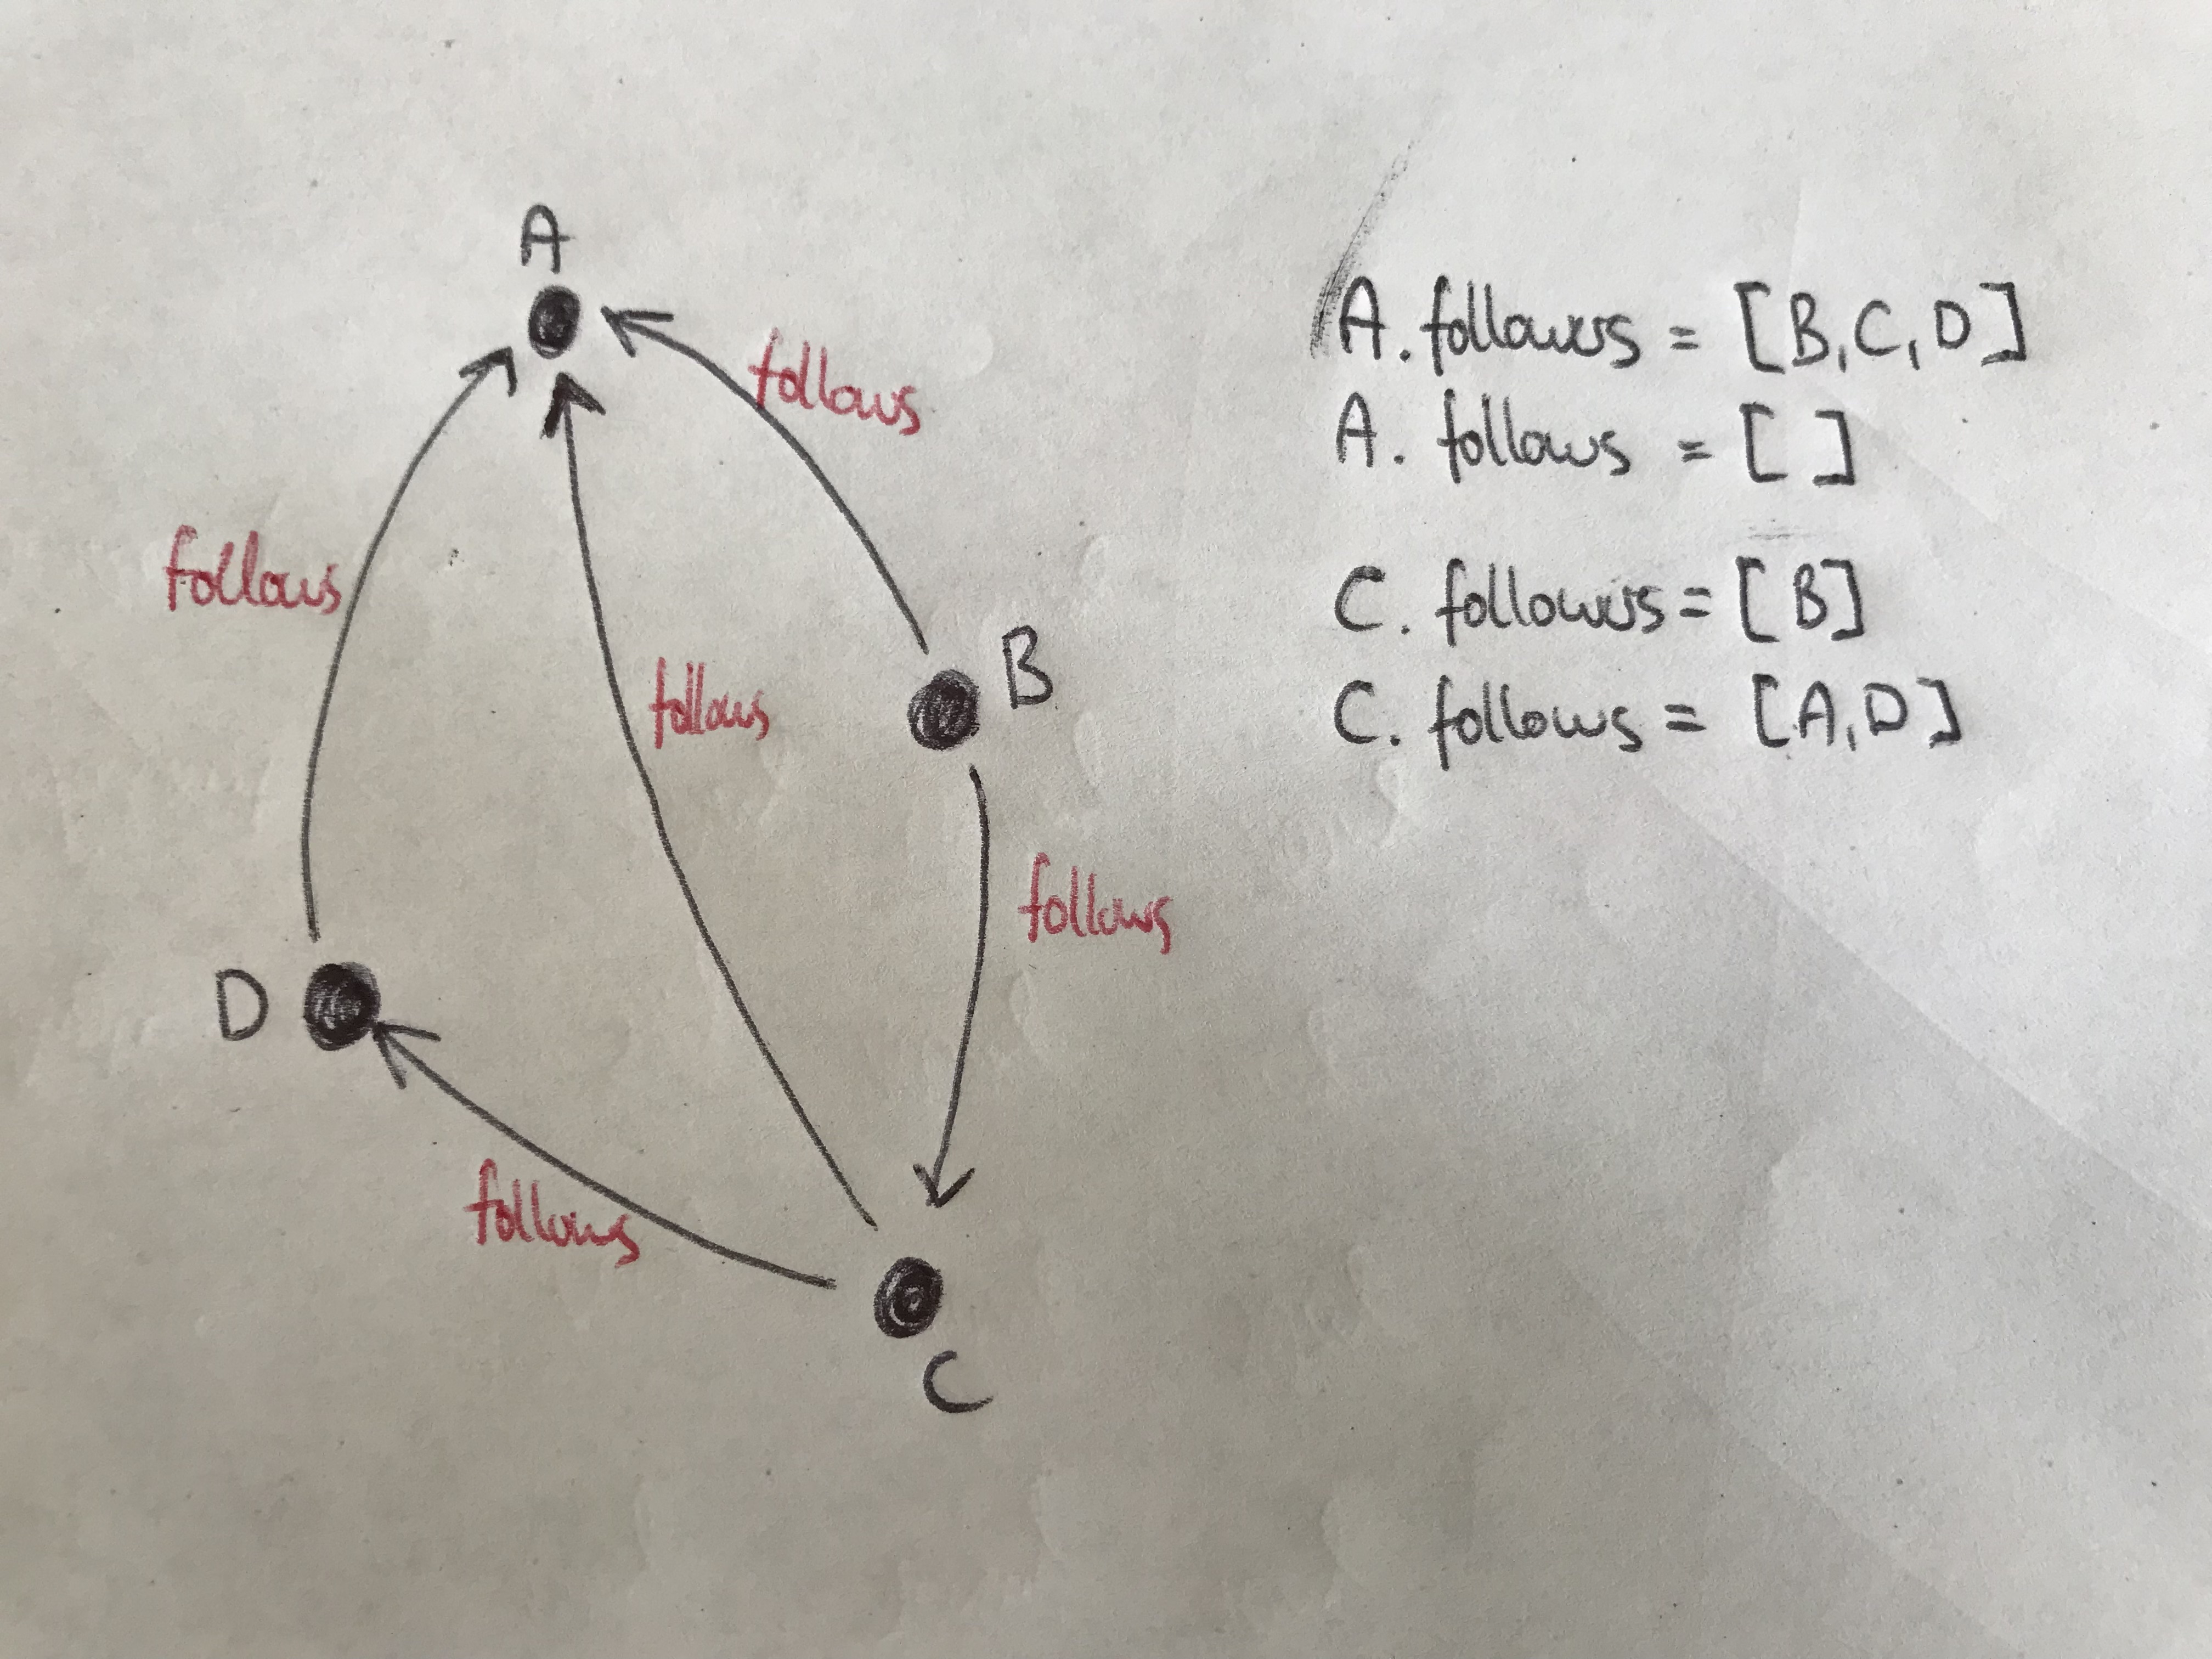 A
follows
follows
follows
B
follows
D
follows
C
A. followers = [B, C, D]
A. follows = [ ]
C. followers = [B]
C. follows = [A, D]